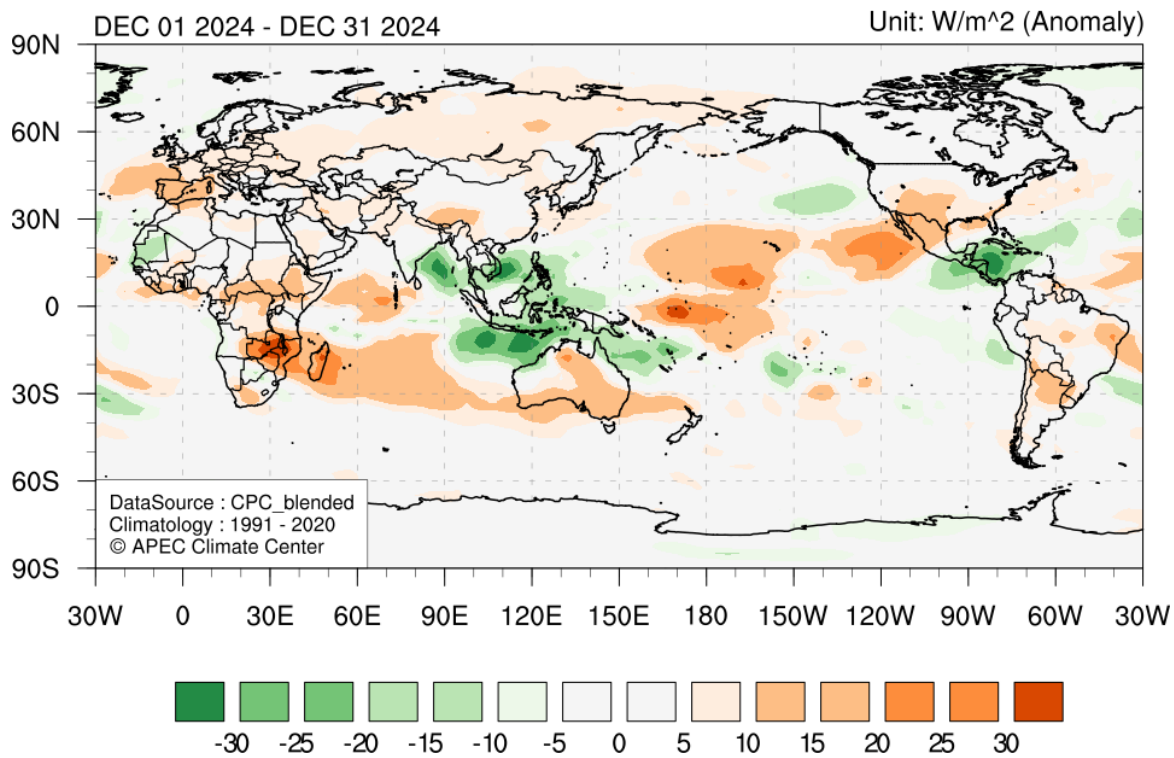 DEC 01 2024 - DEC 31 2024 Unit: W/m^2 (Anomaly)
90N
60N
30N
0
30S
60S
90S
DataSource : CPC_blended
Climatology : 1991 - 2020
© APEC Climate Center
30W 0 30E 60E 90E 120E 150E 180 150W 120W 90W 60W 30W
-30 -25 -20 -15 -10 -5 0 5 10 15 20 25 30